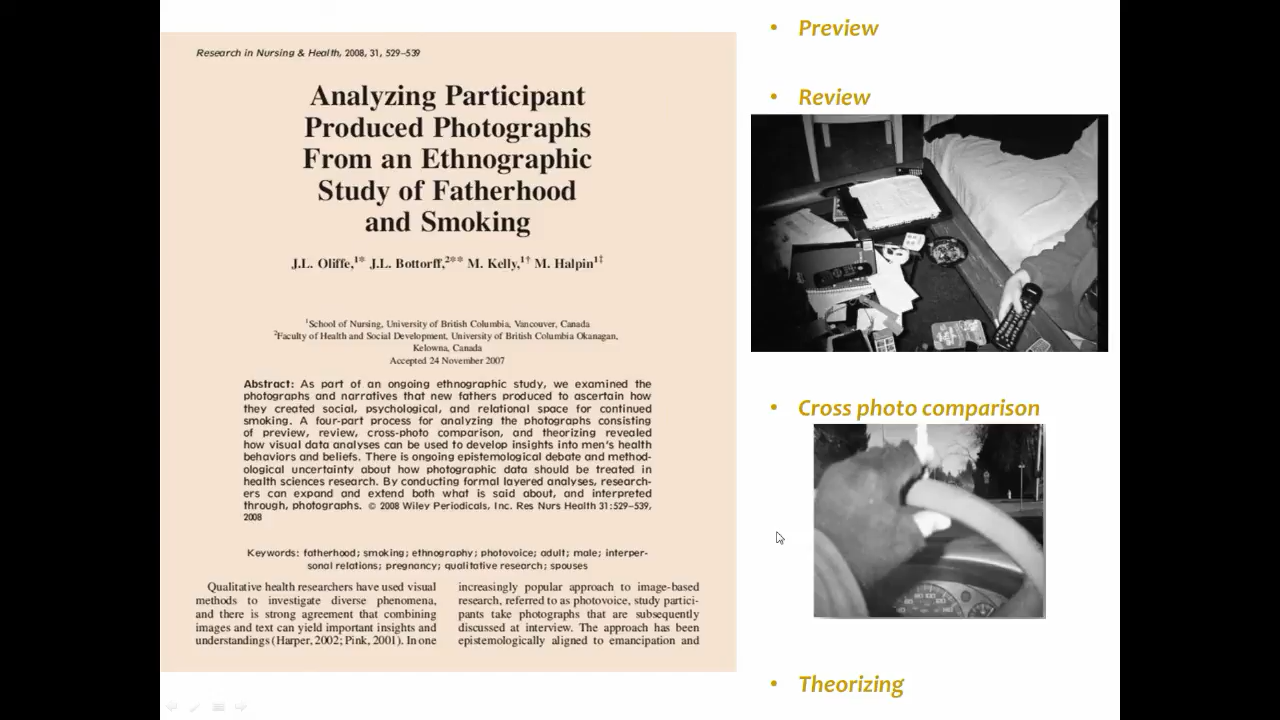 Research in Nursing & Health, 2008, 31, 529–539
Analyzing Participant
Produced Photographs
From an Ethnographic
Study of Fatherhood
and Smoking
J.L. Oliffe,1* J.L. Bottorff,2** M. Kelly,1† M. Halpin1‡
1School of Nursing, University of British Columbia, Vancouver, Canada
2Faculty of Health and Social Development, University of British Columbia Okanagan,
Kelowna, Canada
Accepted 24 November 2007
Abstract: As part of an ongoing ethnographic study, we examined the
photographs and narratives that new fathers produced to ascertain how
they created social, psychological, and relational space for continued
smoking. A four-part process for analyzing the photographs consisting
of preview, review, cross-photo comparison, and theorizing revealed
how visual data analyses can be used to develop insights into men's health
behaviors and beliefs. There is ongoing epistemological debate and method-
ological uncertainty about how photographic data should be treated in
health sciences research. By conducting formal layered analyses, research-
ers can expand and extend both what is said about, and interpreted
through, photographs. © 2008 Wiley Periodicals, Inc. Res Nurs Health 31:529–539,
2008
Keywords: fatherhood; smoking; ethnography; photovoice; adult; male; interper-
sonal relations; pregnancy; qualitative research; spouses
Qualitative health researchers have used visual
methods to investigate diverse phenomena,
and there is strong agreement that combining
images and text can yield important insights and
understandings (Harper, 2002; Pink, 2001). In one
increasingly popular approach to image-based
research, referred to as photovoice, study partici-
pants take photographs that are subsequently
discussed at interview. The approach has been
epistemologically aligned to emancipation and
• Preview
• Review
• Cross photo comparison
• Theorizing